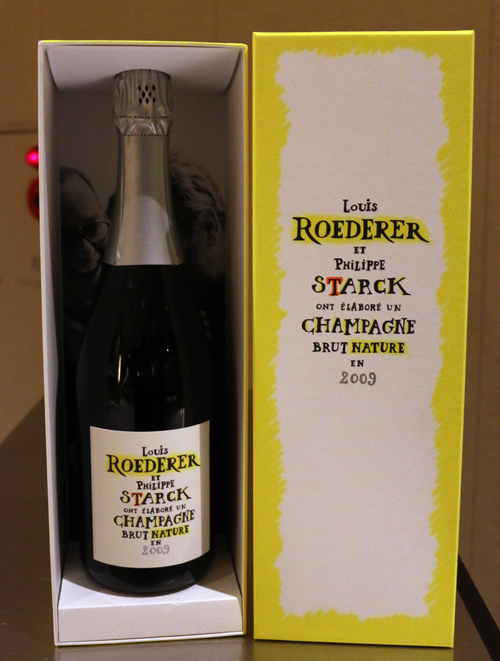 Louis
ROEDERER
ET
PHILIPPE
STARCK
ONT ÉLABORÉ UN
CHAMPAGNE
BRUT NATURE
EN
2009
Louis
ROEDERER
ET
PHILIPPE
STARCK
ONT ÉLABORÉ UN
CHAMPAGNE
BRUT NATURE
EN
2009